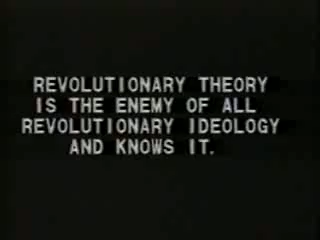 REVOLUTIONARY THEORY
IS THE ENEMY OF ALL
REVOLUTIONARY IDEOLOGY
AND KNOWS IT.